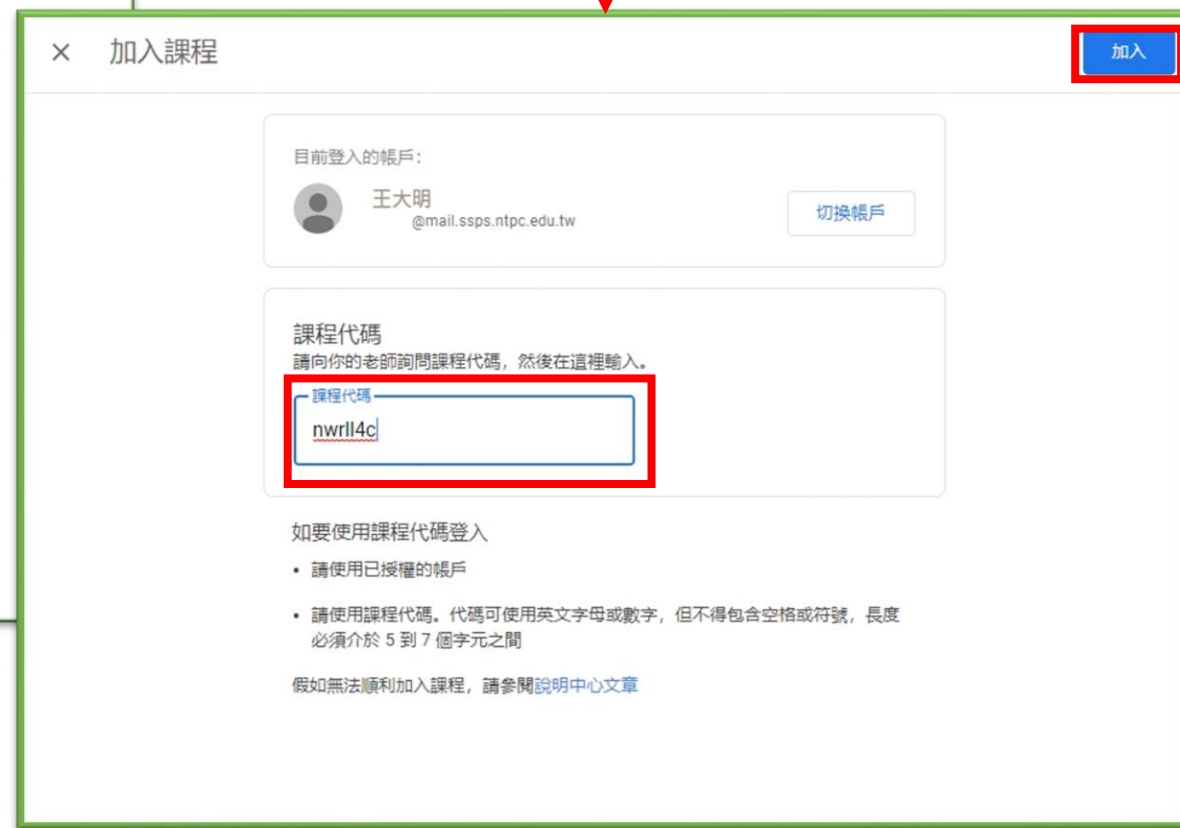 加入課程
加入
目前登入的帳戶:
王大明
@mail.ssps.ntpc.edu.tw
切換帳戶
課程代碼
請向你的老師詢問課程代碼，然後在這裡輸入。
課程代碼
nwrll4c
如要使用課程代碼登入
• 請使用已授權的帳戶
• 請使用課程代碼。代碼可使用英文字母或數字，但不得包含空格或符號，長度
必須介於 5 到 7 個字元之間
假如無法順利加入課程，請參閱說明中心文章